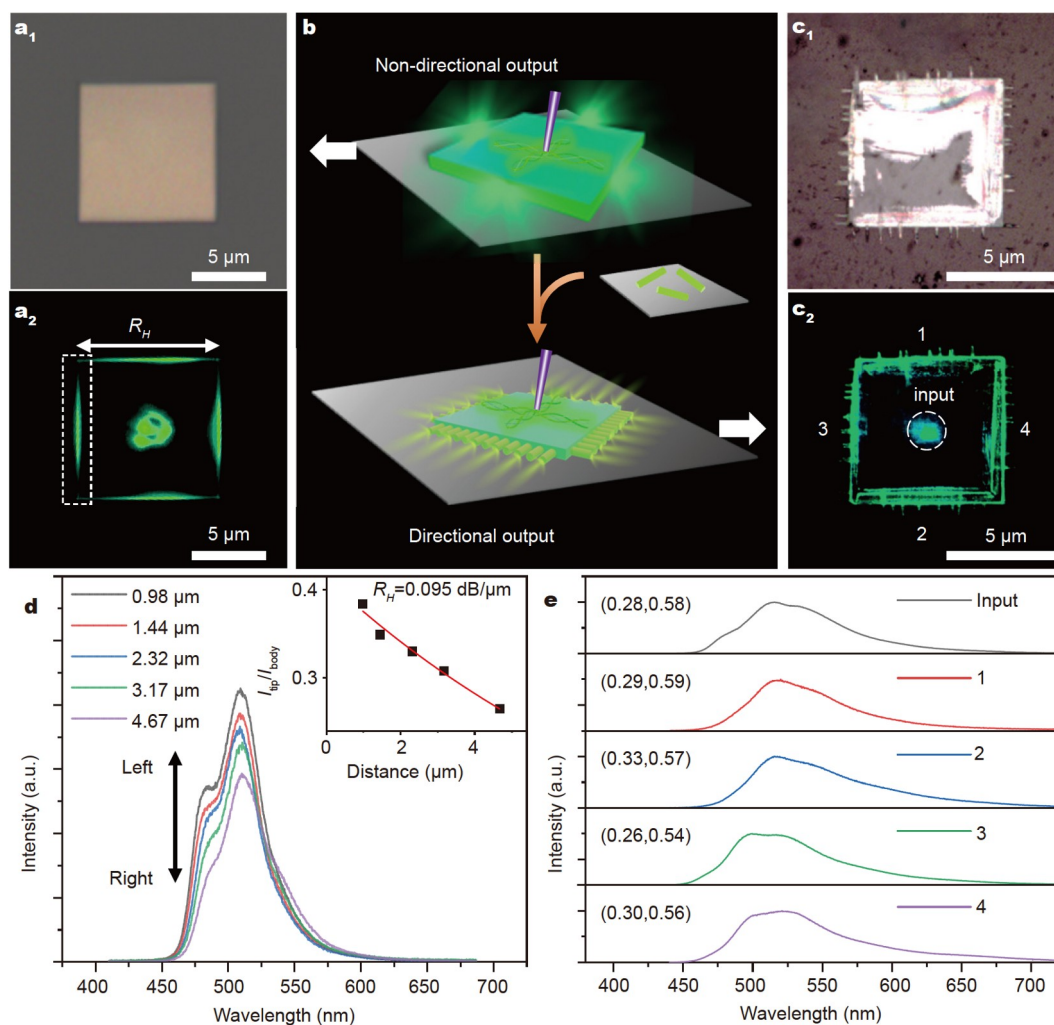 a1
5 μm
a2
RH
5 μm
b
Non-directional output
Directional output
c1
5 μm
c2
1
input
3
4
2
5 μm
d
0.98 μm
1.44 μm
2.32 μm
3.17 μm
4.67 μm
Left
Right
Intensity (a.u.)
400 450 500 550 600 650 700
Wavelength (nm)
RH=0.095 dB/μm
0.4
0.3
Itip/Ibody
0 2 4
Distance (μm)
e
(0.28,0.58) Input
(0.29,0.59) 1
(0.33,0.57) 2
(0.26,0.54) 3
(0.30,0.56) 4
Intensity (a.u.)
400 450 500 550 600 650 700
Wavelength (nm)